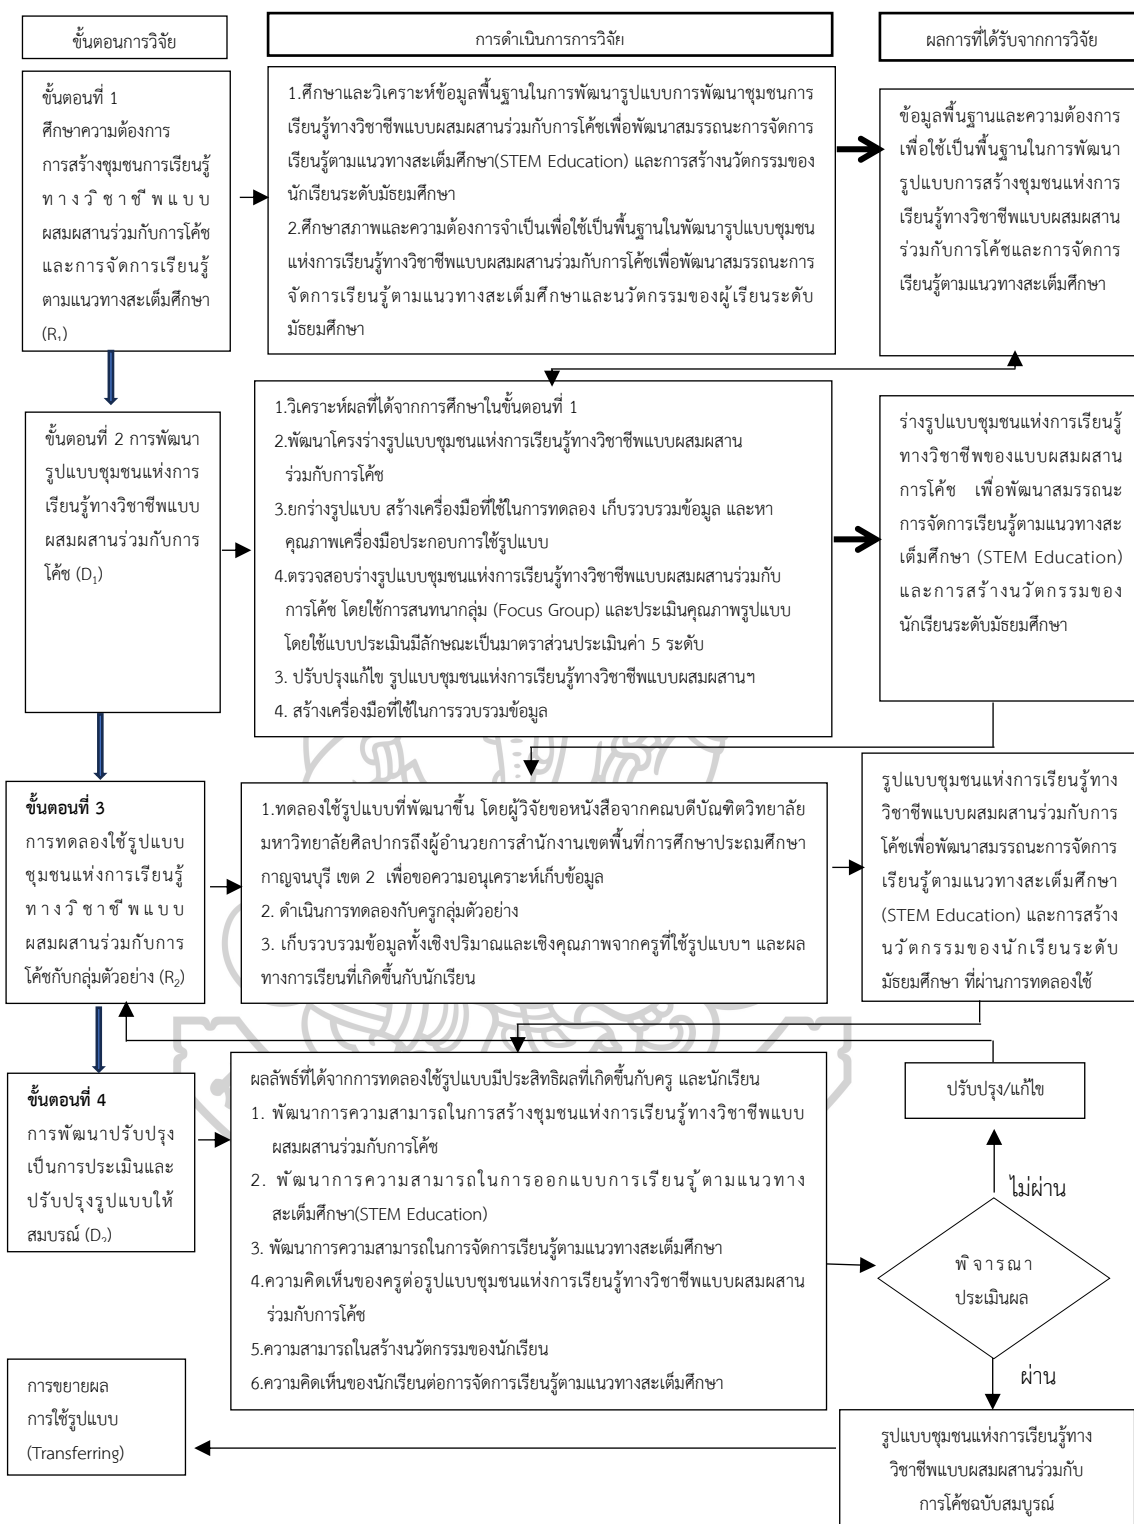 ขั้นตอนการวิจัย
การดำเนินการการวิจัย
ผลการที่ได้รับจากการวิจัย
ขั้นตอนที่ 1
ศึกษาความต้องการ
การสร้างชุมชนการเรียนรู้
ทางวิชาชีพแบบ
ผสมผสานร่วมกับการโค้ช
และการจัดการเรียนรู้
ตามแนวทางสะเต็มศึกษา
(R₁)
1.ศึกษาและวิเคราะห์ข้อมูลพื้นฐานในการพัฒนารูปแบบการพัฒนาชุมชนการ
เรียนรู้ทางวิชาชีพแบบผสมผสานร่วมกับการโค้ชเพื่อพัฒนาสมรรถนะการจัดการ
เรียนรู้ตามแนวทางสะเต็มศึกษา(STEM Education) และการสร้างนวัตกรรมของ
นักเรียนระดับมัธยมศึกษา
2.ศึกษาสภาพและความต้องการจำเป็นเพื่อใช้เป็นพื้นฐานในพัฒนารูปแบบชุมชน
แห่งการเรียนรู้ทางวิชาชีพแบบผสมผสานร่วมกับการโค้ชเพื่อพัฒนาสมรรถนะการ
จัดการเรียนรู้ตามแนวทางสะเต็มศึกษาและนวัตกรรมของผู้เรียนระดับ
มัธยมศึกษา
ข้อมูลพื้นฐานและความต้องการ
เพื่อใช้เป็นพื้นฐานในการพัฒนา
รูปแบบการสร้างชุมชนแห่งการ
เรียนรู้ทางวิชาชีพแบบผสมผสาน
ร่วมกับการโค้ชและการจัดการ
เรียนรู้ตามแนวทางสะเต็มศึกษา
ขั้นตอนที่ 2 การพัฒนา
รูปแบบชุมชนแห่งการ
เรียนรู้ทางวิชาชีพแบบ
ผสมผสานร่วมกับการ
โค้ช (D₁)
1.วิเคราะห์ผลที่ได้จากการศึกษาในขั้นตอนที่ 1
2.พัฒนาโครงร่างรูปแบบชุมชนแห่งการเรียนรู้ทางวิชาชีพแบบผสมผสาน
ร่วมกับการโค้ช
3.ยกร่างรูปแบบ สร้างเครื่องมือที่ใช้ในการทดลอง เก็บรวบรวมข้อมูล และหา
คุณภาพเครื่องมือประกอบการใช้รูปแบบ
4.ตรวจสอบร่างรูปแบบชุมชนแห่งการเรียนรู้ทางวิชาชีพแบบผสมผสานร่วมกับ
การโค้ช โดยใช้การสนทนากลุ่ม (Focus Group) และประเมินคุณภาพรูปแบบ
โดยใช้แบบประเมินมีลักษณะเป็นมาตราส่วนประเมินค่า 5 ระดับ
3. ปรับปรุงแก้ไข รูปแบบชุมชนแห่งการเรียนรู้ทางวิชาชีพแบบผสมผสานฯ
4. สร้างเครื่องมือที่ใช้ในการรวบรวมข้อมูล
ร่างรูปแบบชุมชนแห่งการเรียนรู้
ทางวิชาชีพของแบบผสมผสาน
การโค้ช เพื่อพัฒนาสมรรถนะ
การจัดการเรียนรู้ตามแนวทางสะ
เต็มศึกษา (STEM Education)
และการสร้างนวัตกรรมของ
นักเรียนระดับมัธยมศึกษา
ขั้นตอนที่ 3
การทดลองใช้รูปแบบ
ชุมชนแห่งการเรียนรู้
ทางวิชาชีพแบบ
ผสมผสานร่วมกับการ
โค้ชกับกลุ่มตัวอย่าง (R₂)
1.ทดลองใช้รูปแบบที่พัฒนาขึ้น โดยผู้วิจัยขอหนังสือจากคณบดีบัณฑิตวิทยาลัย
มหาวิทยาลัยศิลปากรถึงผู้อำนวยการสำนักงานเขตพื้นที่การศึกษาประถมศึกษา
กาญจนบุรี เขต 2 เพื่อขอความอนุเคราะห์เก็บข้อมูล
2. ดำเนินการทดลองกับครูกลุ่มตัวอย่าง
3. เก็บรวบรวมข้อมูลทั้งเชิงปริมาณและเชิงคุณภาพจากครูที่ใช้รูปแบบฯ และผล
ทางการเรียนที่เกิดขึ้นกับนักเรียน
รูปแบบชุมชนแห่งการเรียนรู้ทาง
วิชาชีพแบบผสมผสานร่วมกับการ
โค้ชเพื่อพัฒนาสมรรถนะการจัดการ
เรียนรู้ตามแนวทางสะเต็มศึกษา
(STEM Education) และการสร้าง
นวัตกรรมของนักเรียนระดับ
มัธยมศึกษา ที่ผ่านการทดลองใช้
ขั้นตอนที่ 4
การพัฒนาปรับปรุง
เป็นการประเมินและ
ปรับปรุงรูปแบบให้
สมบรณ์ (D₂)
ผลลัพธ์ที่ได้จากการทดลองใช้รูปแบบมีประสิทธิผลที่เกิดขึ้นกับครู และนักเรียน
1. พัฒนาการความสามารถในการสร้างชุมชนแห่งการเรียนรู้ทางวิชาชีพแบบ
ผสมผสานร่วมกับการโค้ช
2. พัฒนาการความสามารถในการออกแบบการเรียนรู้ตามแนวทาง
สะเต็มศึกษา(STEM Education)
3. พัฒนาการความสามารถในการจัดการเรียนรู้ตามแนวทางสะเต็มศึกษา
4.ความคิดเห็นของครูต่อรูปแบบชุมชนแห่งการเรียนรู้ทางวิชาชีพแบบผสมผสาน
ร่วมกับการโค้ช
5.ความสามารถในสร้างนวัตกรรมของนักเรียน
6.ความคิดเห็นของนักเรียนต่อการจัดการเรียนรู้ตามแนวทางสะเต็มศึกษา
ปรับปรุง/แก้ไข
ไม่ผ่าน
พิจารณา
ประเมินผล
ผ่าน
การขยายผล
การใช้รูปแบบ
(Transferring)
รูปแบบชุมชนแห่งการเรียนรู้ทาง
วิชาชีพแบบผสมผสานร่วมกับ
การโค้ชฉบับสมบูรณ์